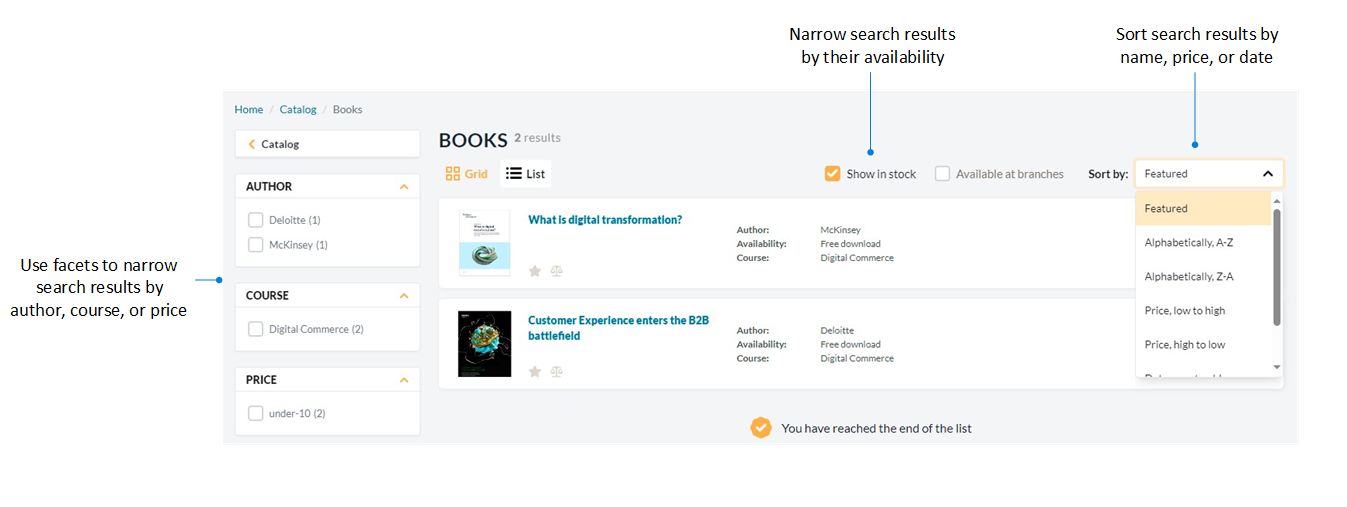 Narrow search results
by their availability
Sort search results by
name, price, or date
Use facets to narrow
search results by
author, course, or price
Home / Catalog / Books
Catalog
AUTHOR
Deloitte (1)
McKinsey (1)
COURSE
Digital Commerce (2)
PRICE
under-10 (2)
BOOKS 2 results
Grid List
Show in stock Available at branches Sort by: Featured
Featured
Alphabetically, A-Z
Alphabetically, Z-A
Price, low to high
Price, high to low
What is digital transformation?
Author: McKinsey
Availability: Free download
Course: Digital Commerce
Customer Experience enters the B2B
battlefield
Author: Deloitte
Availability: Free download
Course: Digital Commerce
You have reached the end of the list